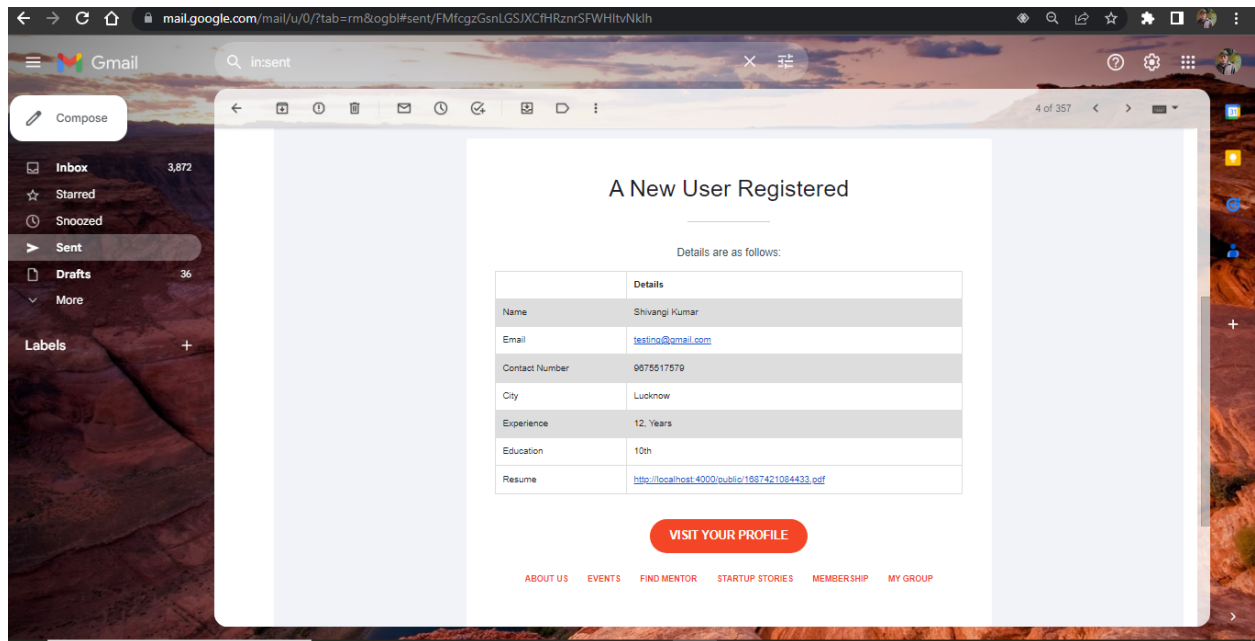 mail.google.com/mail/u/0/?tab=rm&ogbl#sent/FMfcgzGsnLGSJXCfHRznrSFWHItvNklh
Gmail
in:sent
Compose
4 of 357
Inbox 3,872
Starred
Snoozed
Sent
Drafts 36
More
Labels
A New User Registered
Details are as follows:
Details
Name Shivangi Kumar
Email testing@gmail.com
Contact Number 9675517579
City Lucknow
Experience 12, Years
Education 10th
Resume http://localhost:4000/public/1687421084433.pdf
VISIT YOUR PROFILE
ABOUT US EVENTS FIND MENTOR STARTUP STORIES MEMBERSHIP MY GROUP